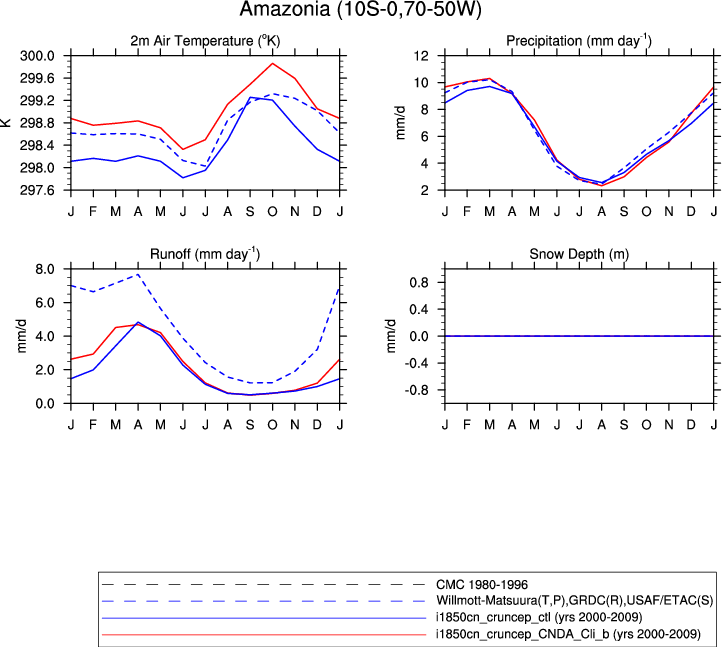 Amazonia (10S-0,70-50W)
2m Air Temperature (°K)
300.0
299.6
299.2
298.8
298.4
298.0
297.6
K
J F M A M J J A S O N D J
Precipitation (mm day-1)
12
10
8
6
4
2
mm/d
J F M A M J J A S O N D J
Runoff (mm day-1)
8.0
6.0
4.0
2.0
0.0
mm/d
J F M A M J J A S O N D J
Snow Depth (m)
0.8
0.4
0.0
-0.4
-0.8
mm/d
J F M A M J J A S O N D J
CMC 1980-1996
Willmott-Matsuura(T,P),GRDC(R),USAF/ETAC(S)
i1850cn_cruncep_ctl (yrs 2000-2009)
i1850cn_cruncep_CNDA_Cli_b (yrs 2000-2009)